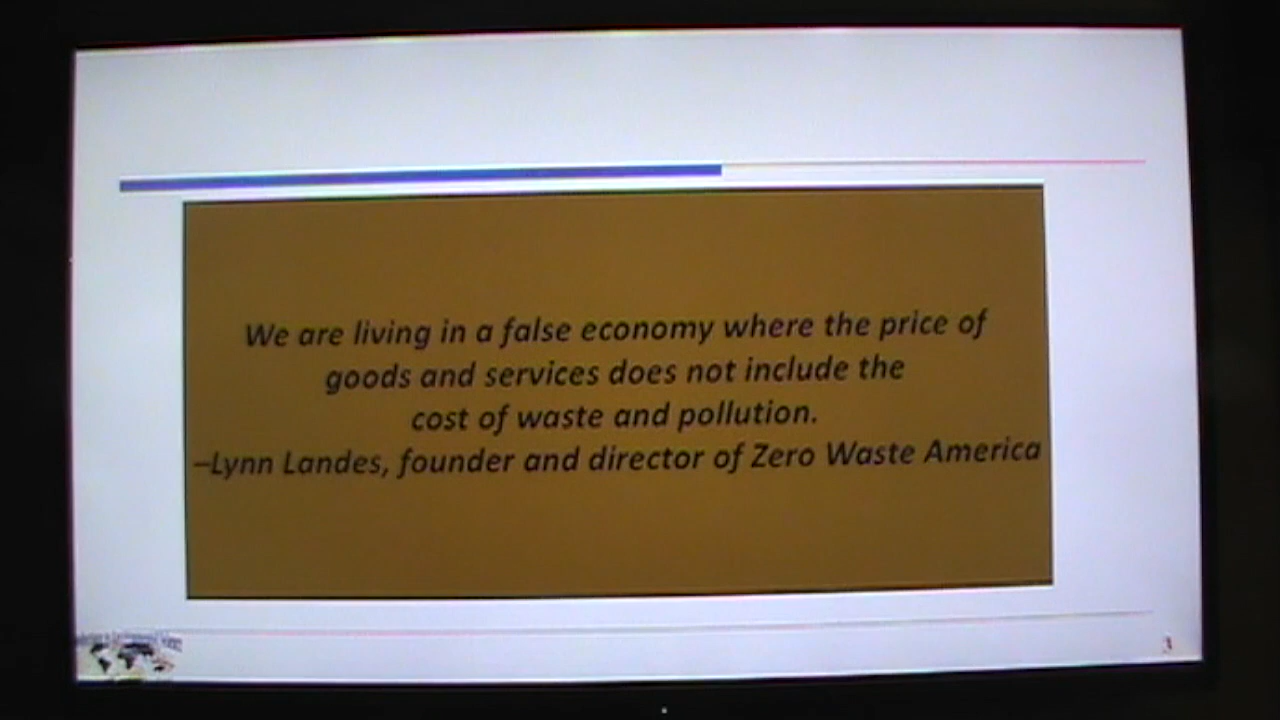 We are living in a false economy where the price of
goods and services does not include the
cost of waste and pollution.
–Lynn Landes, founder and director of Zero Waste America
3